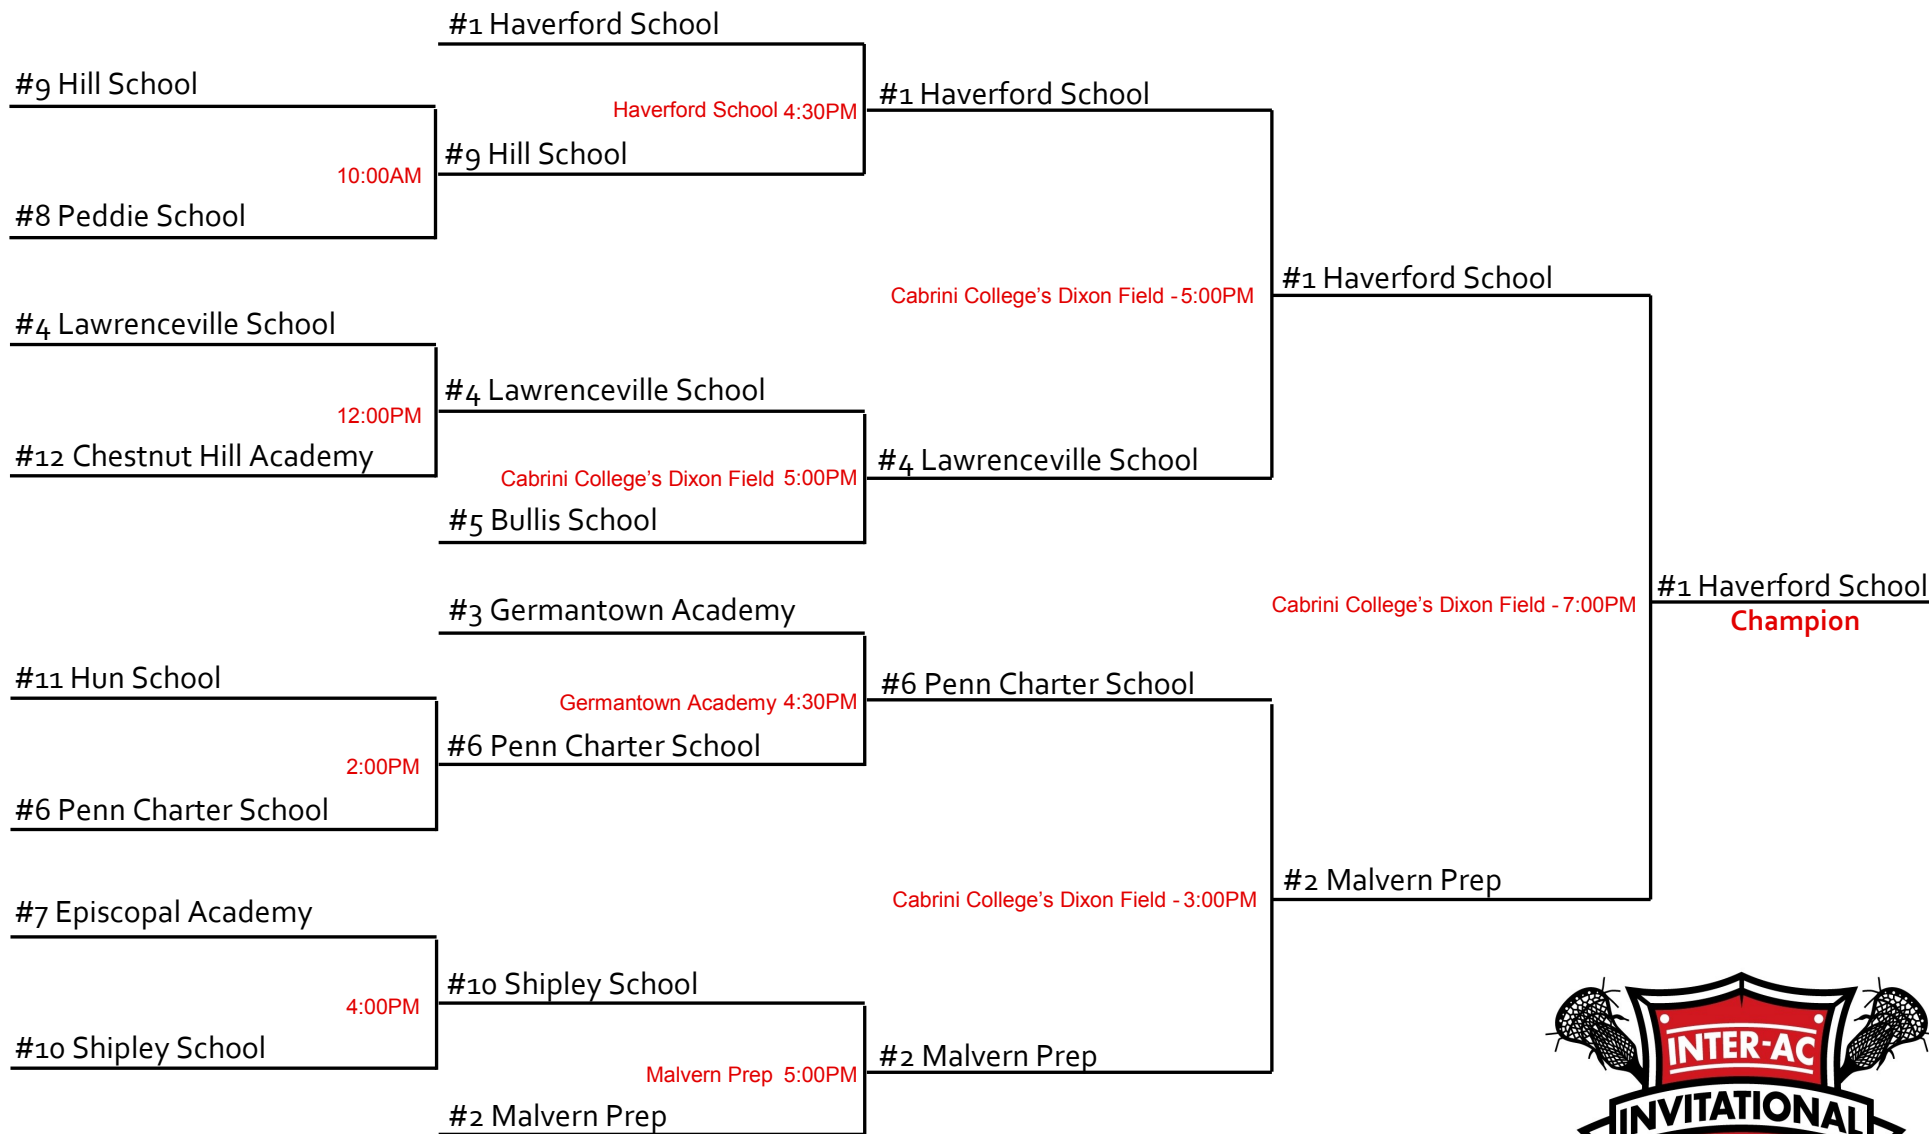 #1 Haverford School
#9 Hill School
Haverford School 4:30PM
#1 Haverford School
#9 Hill School
10:00AM
#8 Peddie School
#1 Haverford School
Cabrini College's Dixon Field - 5:00PM
#4 Lawrenceville School
#4 Lawrenceville School
12:00PM
#12 Chestnut Hill Academy
#4 Lawrenceville School
Cabrini College's Dixon Field 5:00PM
#5 Bullis School
#1 Haverford School
Champion
Cabrini College's Dixon Field - 7:00PM
#3 Germantown Academy
#11 Hun School
#6 Penn Charter School
Germantown Academy 4:30PM
#6 Penn Charter School
2:00PM
#6 Penn Charter School
#2 Malvern Prep
Cabrini College's Dixon Field - 3:00PM
#7 Episcopal Academy
#10 Shipley School
4:00PM
#10 Shipley School
#2 Malvern Prep
Malvern Prep 5:00PM
#2 Malvern Prep
INTER-AC
INVITATIONAL